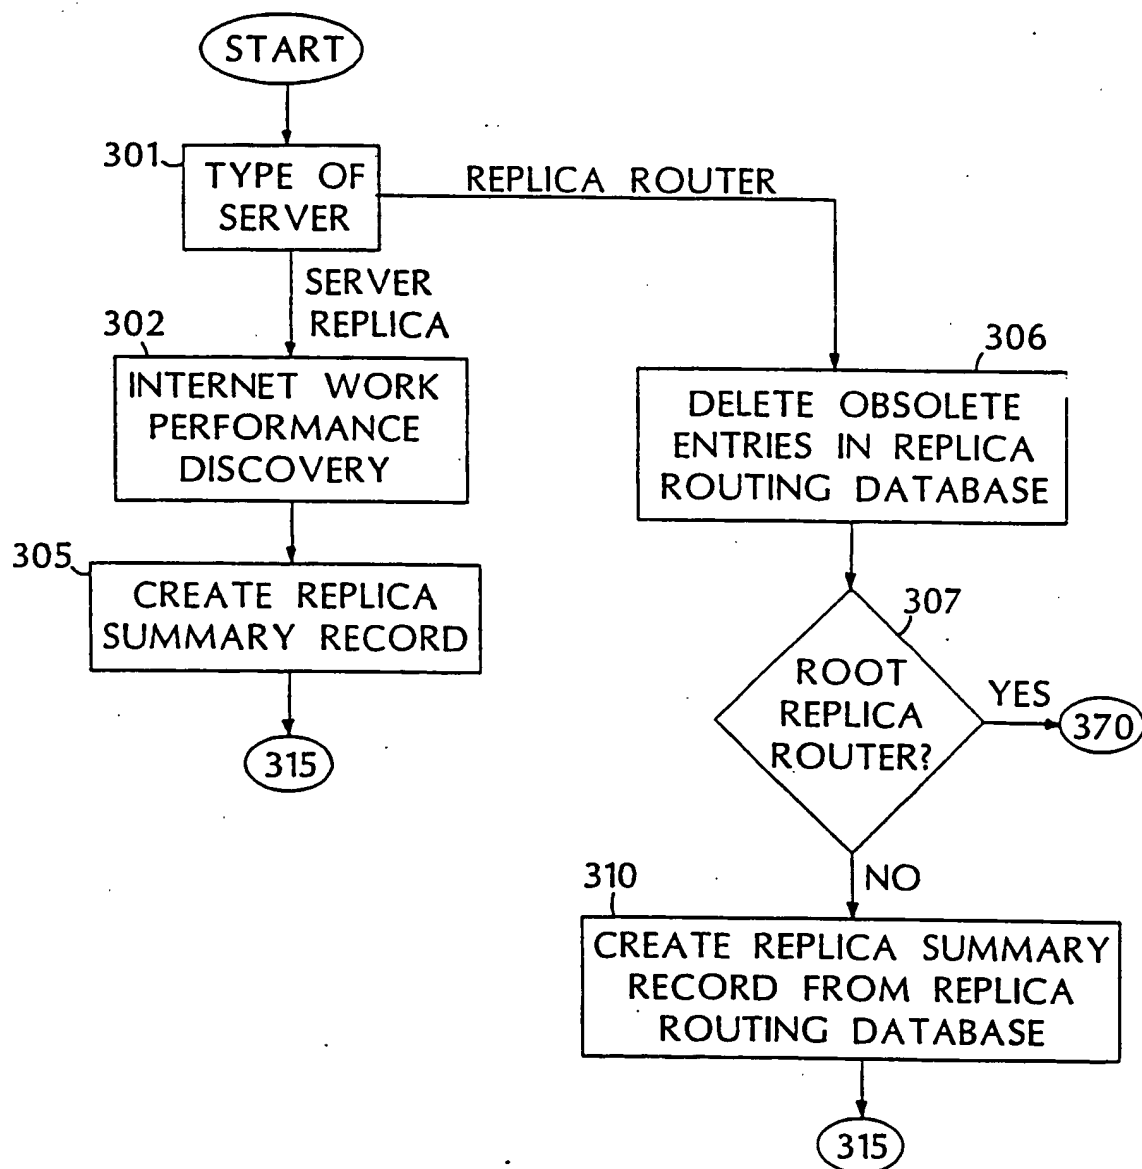 START
301
TYPE OF
SERVER
REPLICA ROUTER
SERVER
REPLICA
302
INTERNET WORK
PERFORMANCE
DISCOVERY
305
CREATE REPLICA
SUMMARY RECORD
315
306
DELETE OBSOLETE
ENTRIES IN REPLICA
ROUTING DATABASE
307
ROOT
REPLICA
ROUTER?
YES
370
NO
310
CREATE REPLICA SUMMARY
RECORD FROM REPLICA
ROUTING DATABASE
315